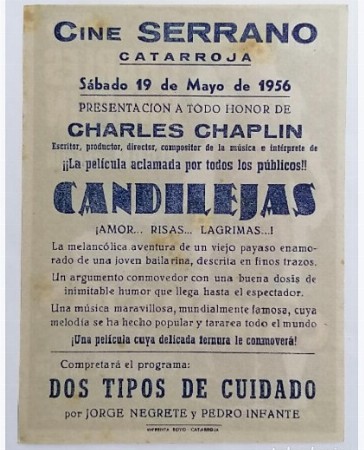 CINE SERRANO
CATARROJA
Sábado 19 de Mayo de 1956
PRESENTACION A TODO HONOR DE
CHARLES CHAPLIN
Escritor, productor, director, compositor de la música e intérprete de
¡¡La película aclamada por todos los públicos!!
CANDILEJAS
¡AMOR... RISAS... LAGRIMAS...!
La melancólica aventura de un viejo payaso enamo-
rado de una joven bailarina, descrita en finos trazos.
Un argumento conmovedor con una buena dosis de
inimitable humor que llega hasta el espectador.
Una música maravillosa, mundialmente famosa, cuya
melodía se ha hecho popular y tararea todo el mundo
¡Una película cuya delicada ternura le conmoverá!
Compretará el programa:
DOS TIPOS DE CUIDADO
por JORGE NEGRETE y PEDRO INFANTE
IMPRENTA ROYO CATARROJA